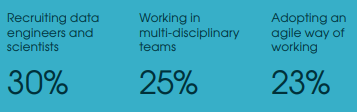 Recruiting data
engineers and
scientists
30%
Working in
multi-disciplinary
teams
25%
Adopting an
agile way of
working
23%